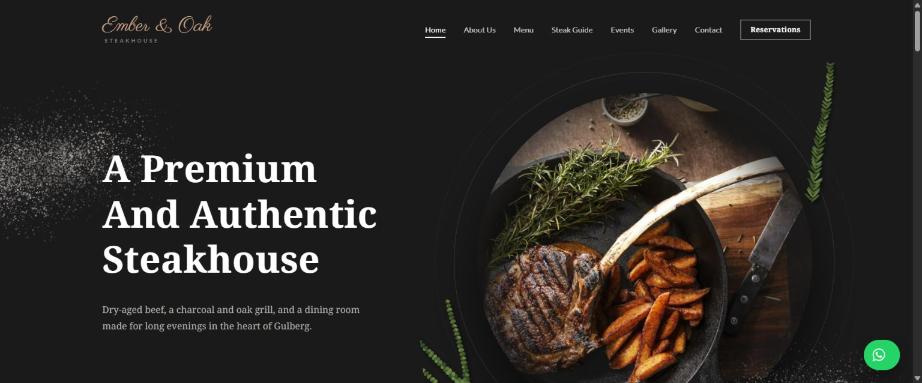 Ember & Oak
STEAKHOUSE
Home About Us Menu Steak Guide Events Gallery Contact Reservations
A Premium
And Authentic
Steakhouse
Dry-aged beef, a charcoal and oak grill, and a dining room
made for long evenings in the heart of Gulberg.